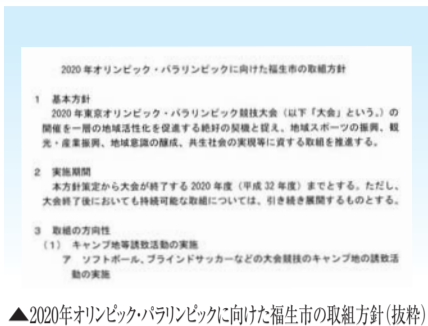 2020年オリンピック・パラリンピックに向けた福生市の取組方針
1 基本方針
2020年東京オリンピック・パラリンピック競技大会(以下「大会」という。)の
開催を一層の地域活性化を促進する絶好の契機と捉え、地域スポーツの振興、観
光・産業振興、地域意識の醸成、共生社会の実現等に資する取組を推進する。
2 実施期間
本方針策定から大会が終了する2020年度(平成32年度)までとする。ただし、
大会終了後においても持続可能な取組については、引き続き展開するものとする。
3 取組の方向性
(1) キャンプ地等誘致活動の実施
ア ソフトボール、ブラインドサッカーなどの大会競技のキャンプ地の誘致活
動の実施
▲2020年オリンピック・パラリンピックに向けた福生市の取組方針(抜粋)